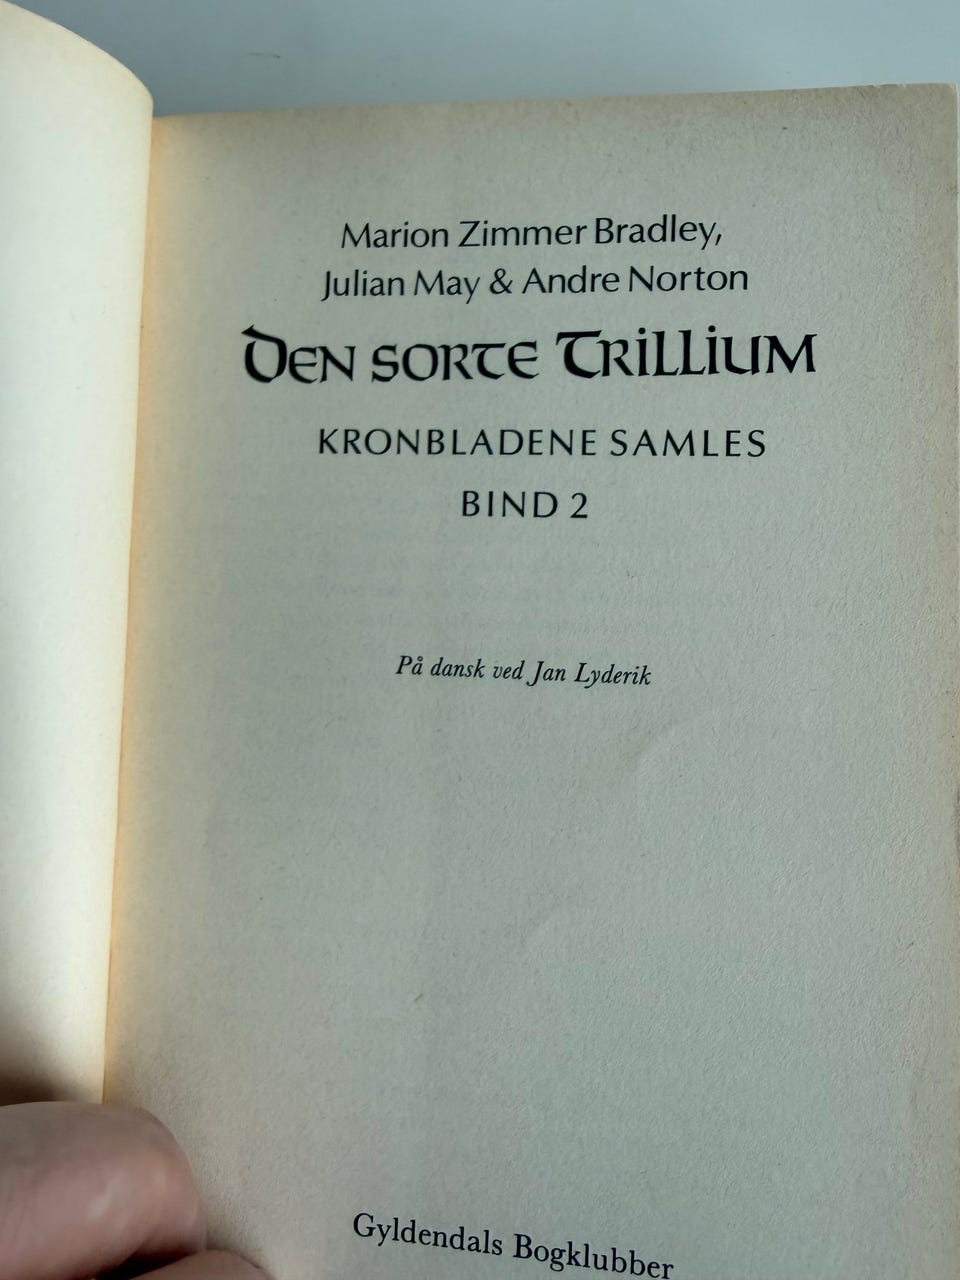 Marion Zimmer Bradley,
Julian May & Andre Norton
Den sorte Trillium
KRONBLADENE SAMLES
BIND 2
På dansk ved Jan Lyderik
Gyldendals Bogklubber